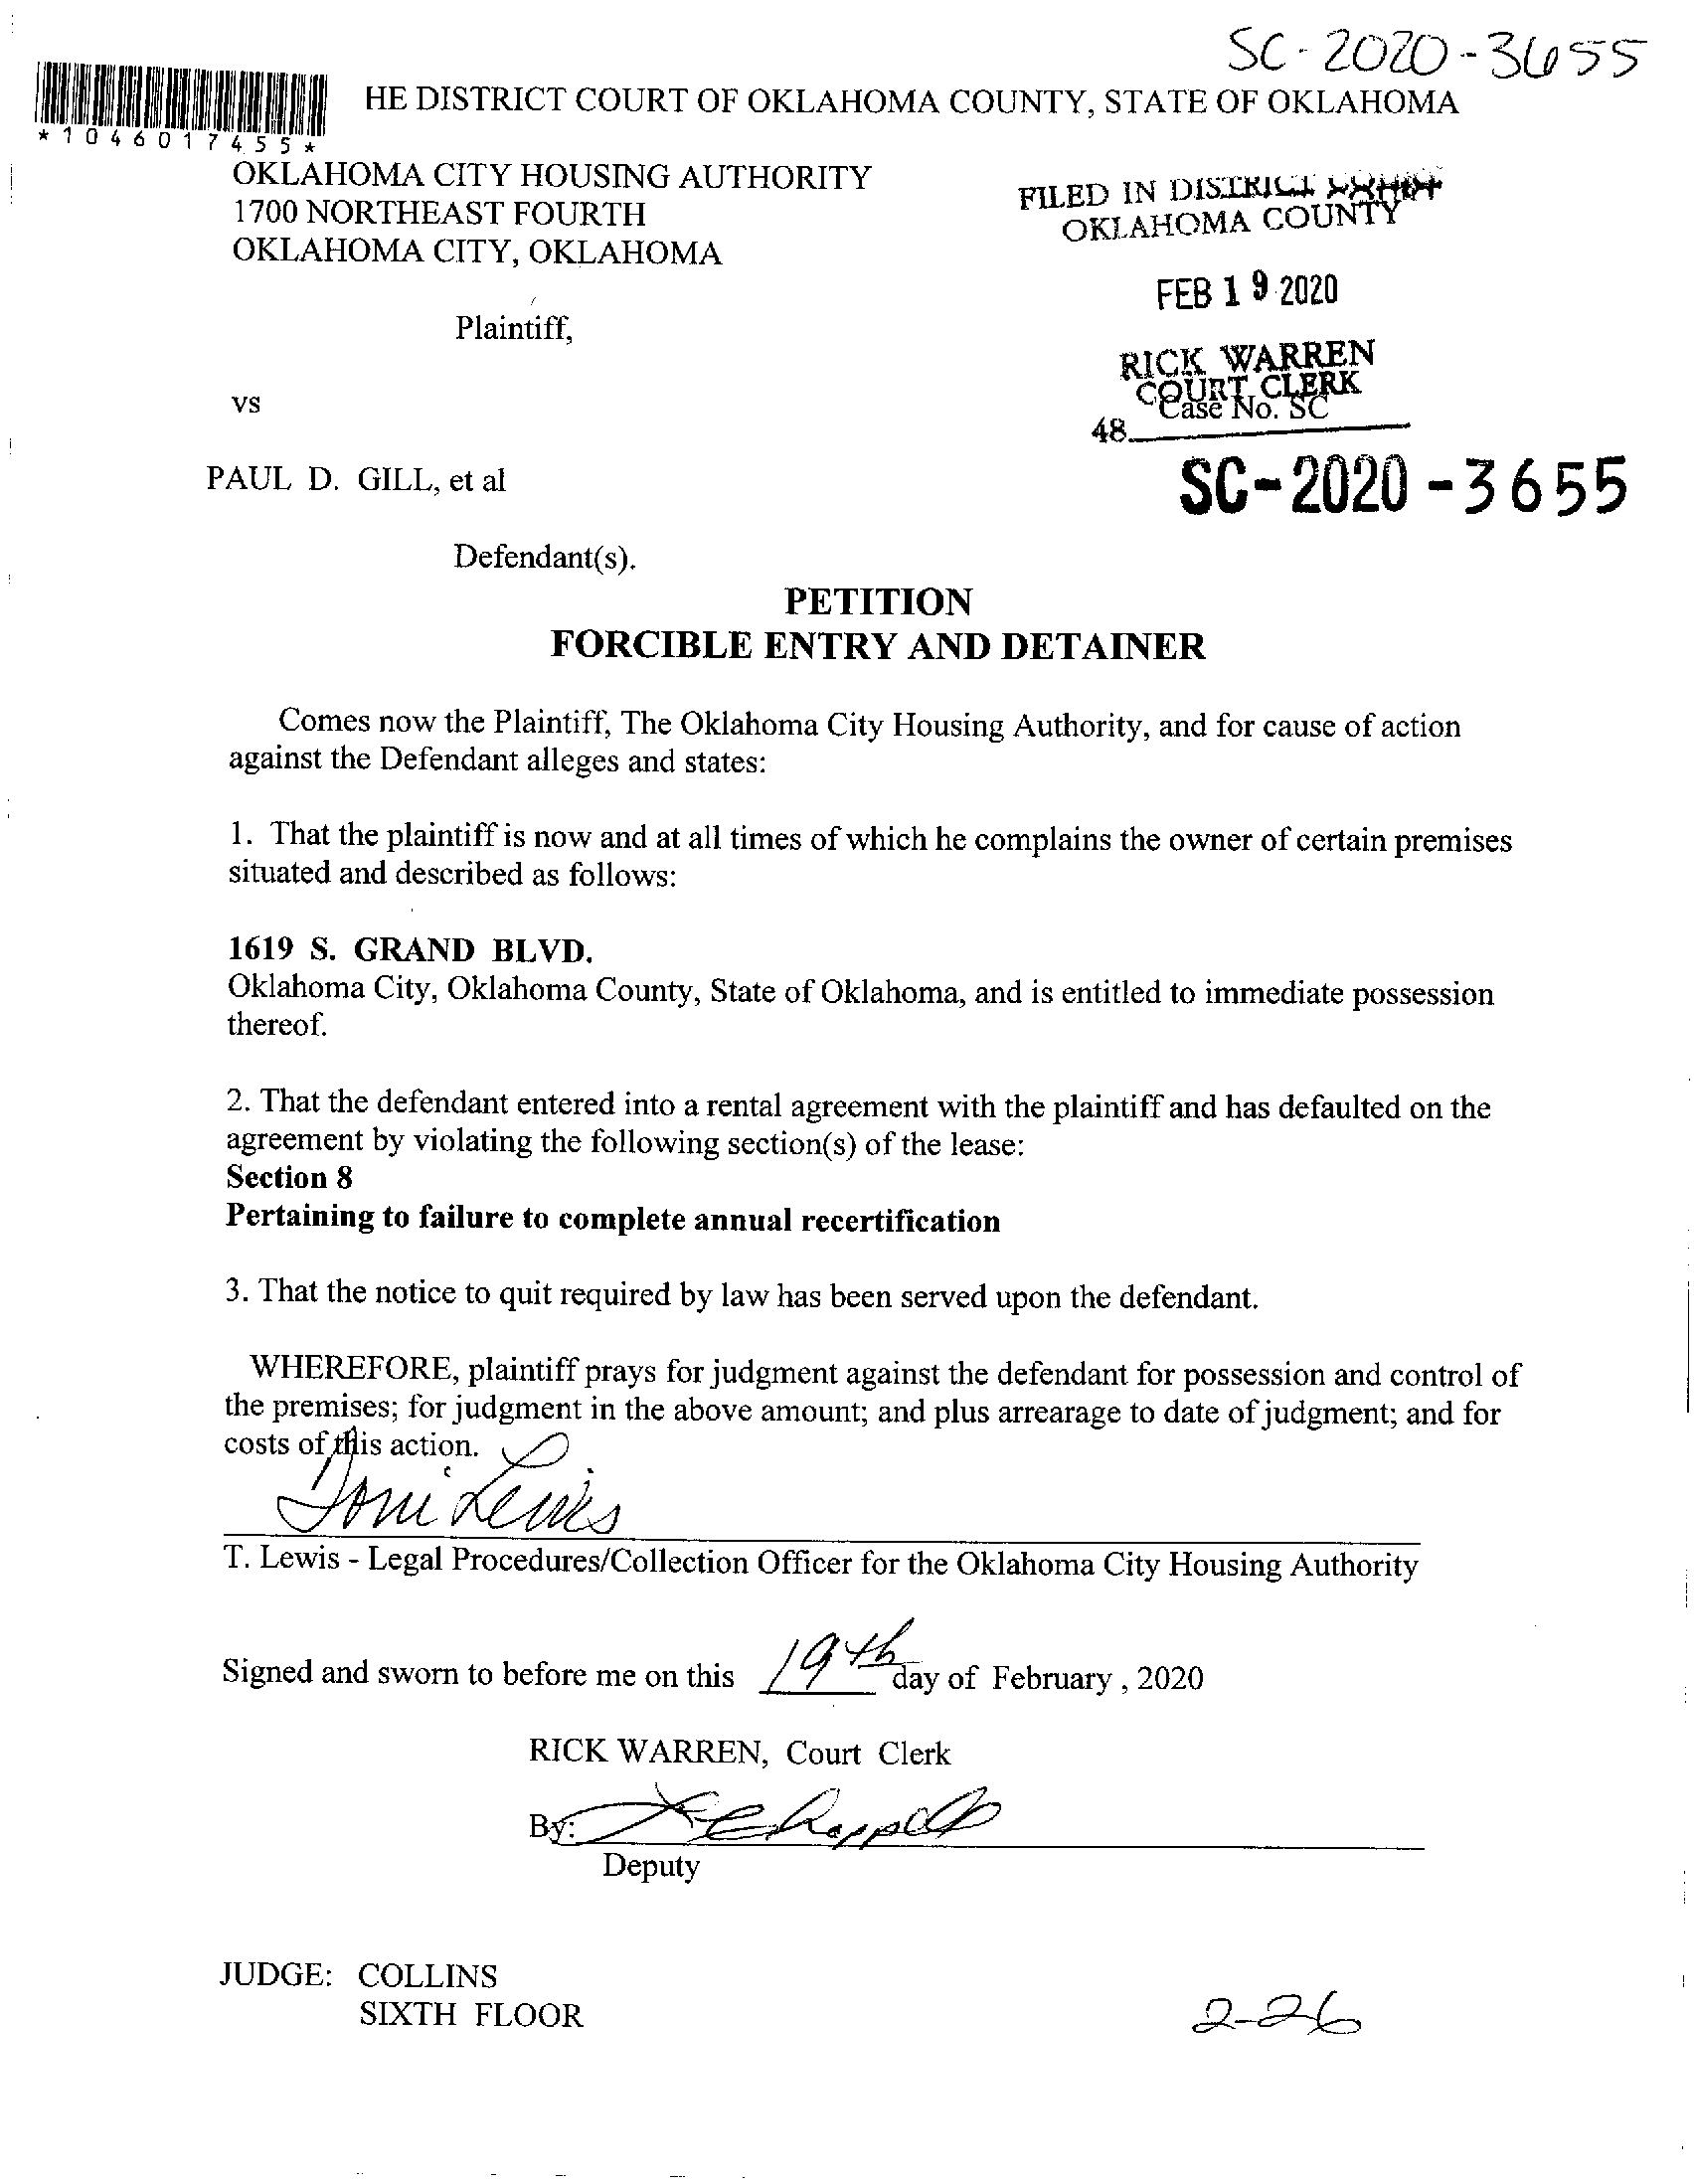 SC-2020-3655
HE DISTRICT COURT OF OKLAHOMA COUNTY, STATE OF OKLAHOMA
*1046017455*
OKLAHOMA CITY HOUSING AUTHORITY
1700 NORTHEAST FOURTH
OKLAHOMA CITY, OKLAHOMA
FILED IN DISTRICT
OKLAHOMA COUNTY
FEB 19 2020
Plaintiff,
RICK WARREN
COURT CLERK
Case No. SC
48
vs
PAUL D. GILL, et al
SC-2020-3655
Defendant(s).
PETITION
FORCIBLE ENTRY AND DETAINER
Comes now the Plaintiff, The Oklahoma City Housing Authority, and for cause of action
against the Defendant alleges and states:
1. That the plaintiff is now and at all times of which he complains the owner of certain premises
situated and described as follows:
1619 S. GRAND BLVD.
Oklahoma City, Oklahoma County, State of Oklahoma, and is entitled to immediate possession
thereof.
2. That the defendant entered into a rental agreement with the plaintiff and has defaulted on the
agreement by violating the following section(s) of the lease:
Section 8
Pertaining to failure to complete annual recertification
3. That the notice to quit required by law has been served upon the defendant.
WHEREFORE, plaintiff prays for judgment against the defendant for possession and control of
the premises; for judgment in the above amount; and plus arrearage to date of judgment; and for
costs of this action.
Toni Lewis
T. Lewis - Legal Procedures/Collection Officer for the Oklahoma City Housing Authority
Signed and sworn to before me on this 19th day of February , 2020
RICK WARREN, Court Clerk
By:
Deputy
JUDGE: COLLINS
SIXTH FLOOR
2-26